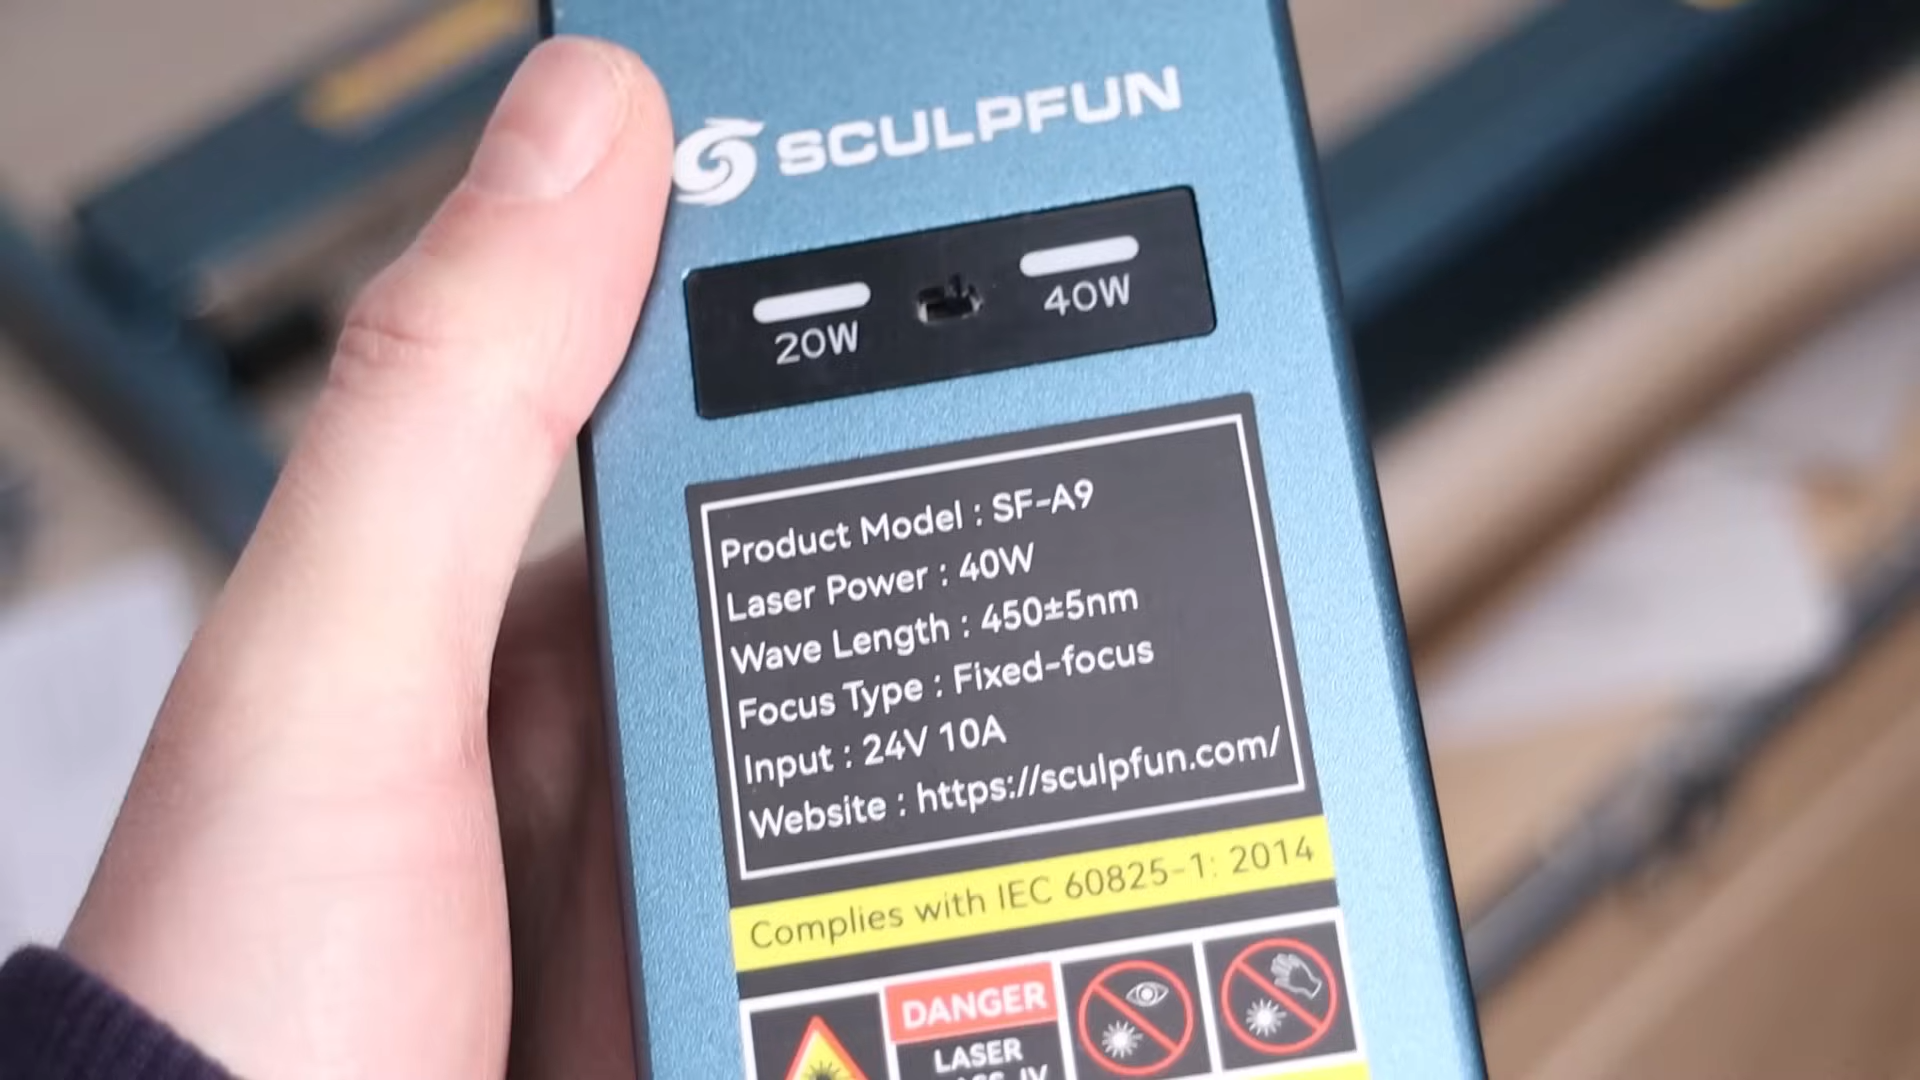 SCULPFUN
20W
40W
Product Model : SF-A9
Laser Power : 40W
Wave Length : 450±5nm
Focus Type : Fixed-focus
Input : 24V 10A
Website : https://sculpfun.com/
Complies with IEC 60825-1: 2014
DANGER
LASER
IV